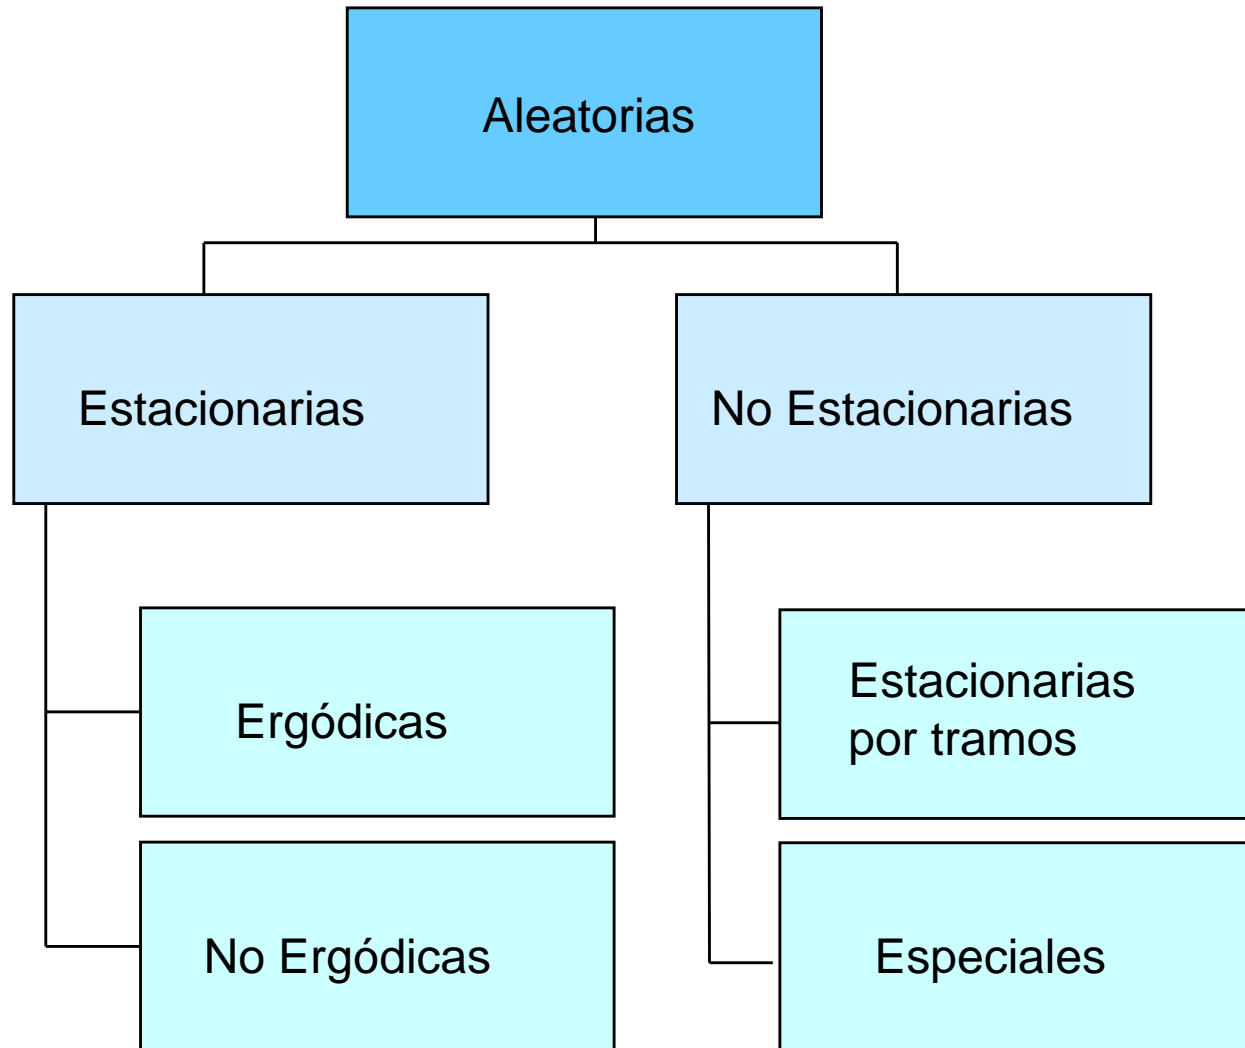 Aleatorias
Estacionarias
No Estacionarias
Ergódicas
Estacionarias
por tramos
No Ergódicas
Especiales